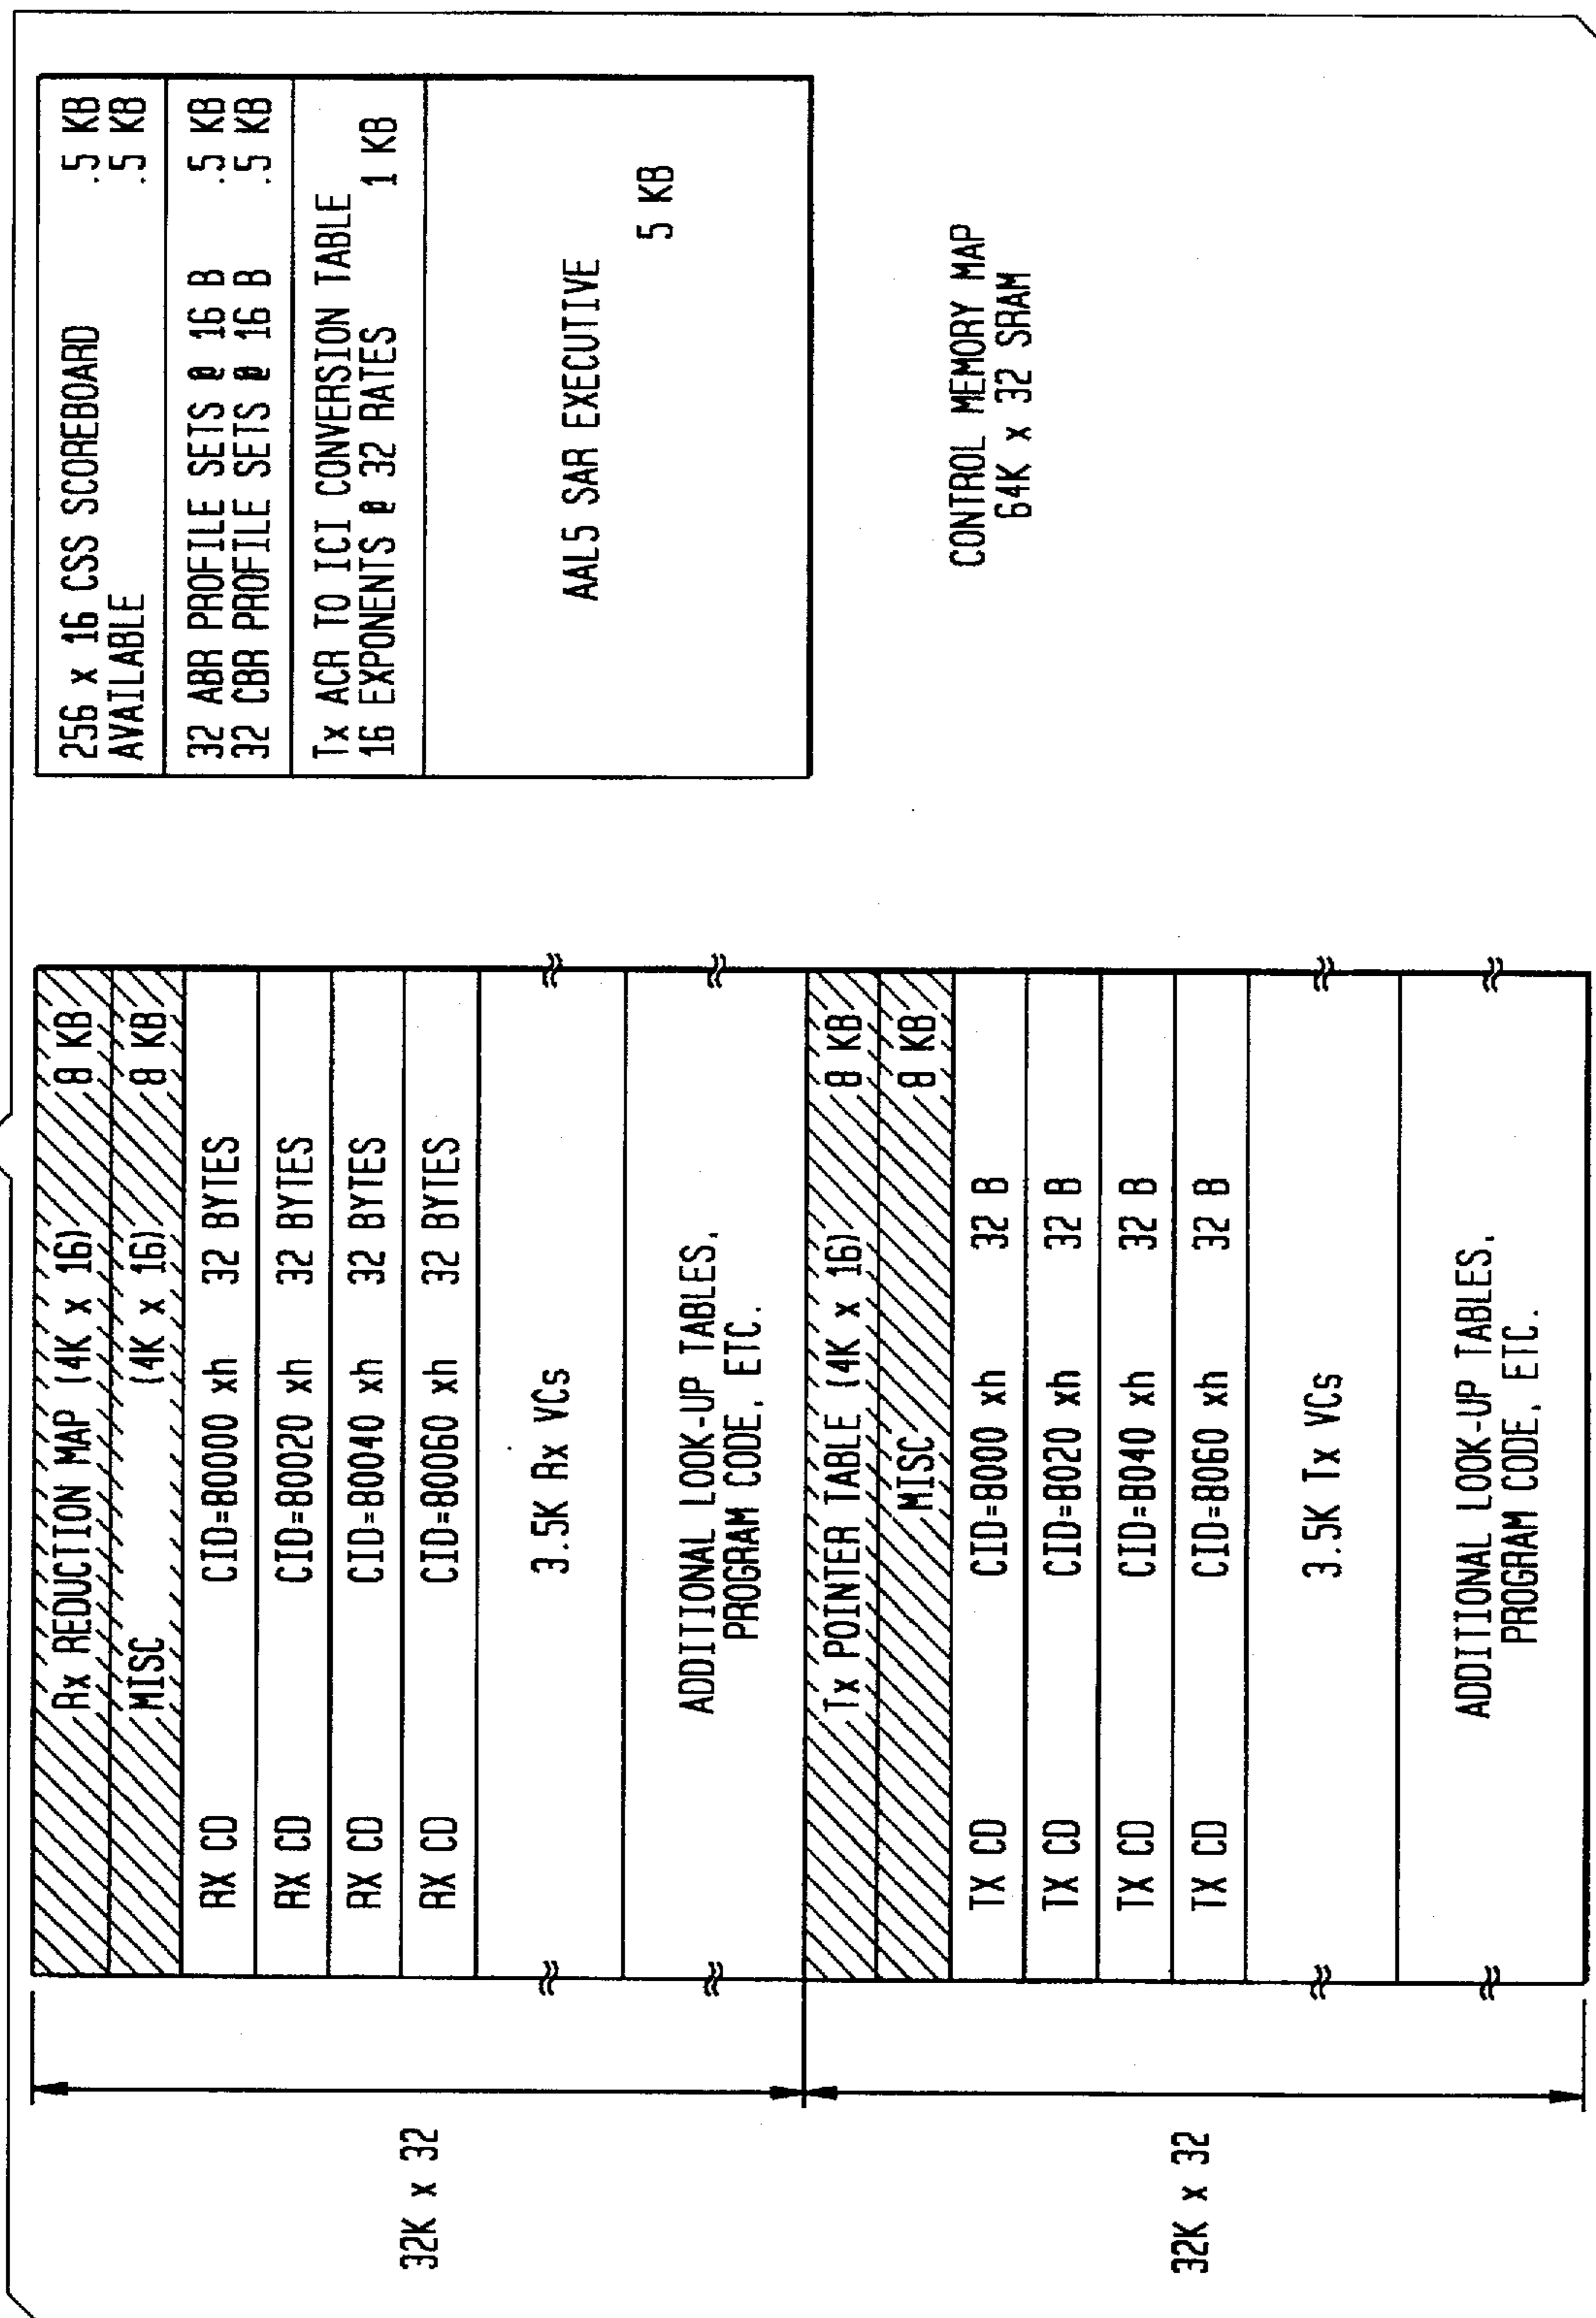 32K x 32
32K x 32
Rx REDUCTION MAP (4K x 16) 8 KB
MISC (4K x 16) 8 KB
RX CD CID=80000 xh 32 BYTES
RX CD CID=80020 xh 32 BYTES
RX CD CID=80040 xh 32 BYTES
RX CD CID=80060 xh 32 BYTES
3.5K Rx VCs
ADDITIONAL LOOK-UP TABLES,
PROGRAM CODE, ETC.
Tx POINTER TABLE (4K x 16) 8 KB
MISC 8 KB
TX CD CID=8000 xh 32 B
TX CD CID=8020 xh 32 B
TX CD CID=8040 xh 32 B
TX CD CID=8060 xh 32 B
3.5K Tx VCs
ADDITIONAL LOOK-UP TABLES,
PROGRAM CODE, ETC.
256 x 16 CSS SCOREBOARD .5 KB
AVAILABLE .5 KB
32 ABR PROFILE SETS @ 16 B .5 KB
32 CBR PROFILE SETS @ 16 B .5 KB
Tx ACR TO ICI CONVERSION TABLE
16 EXPONENTS @ 32 RATES 1 KB
AAL5 SAR EXECUTIVE
5 KB
CONTROL MEMORY MAP
64K x 32 SRAM